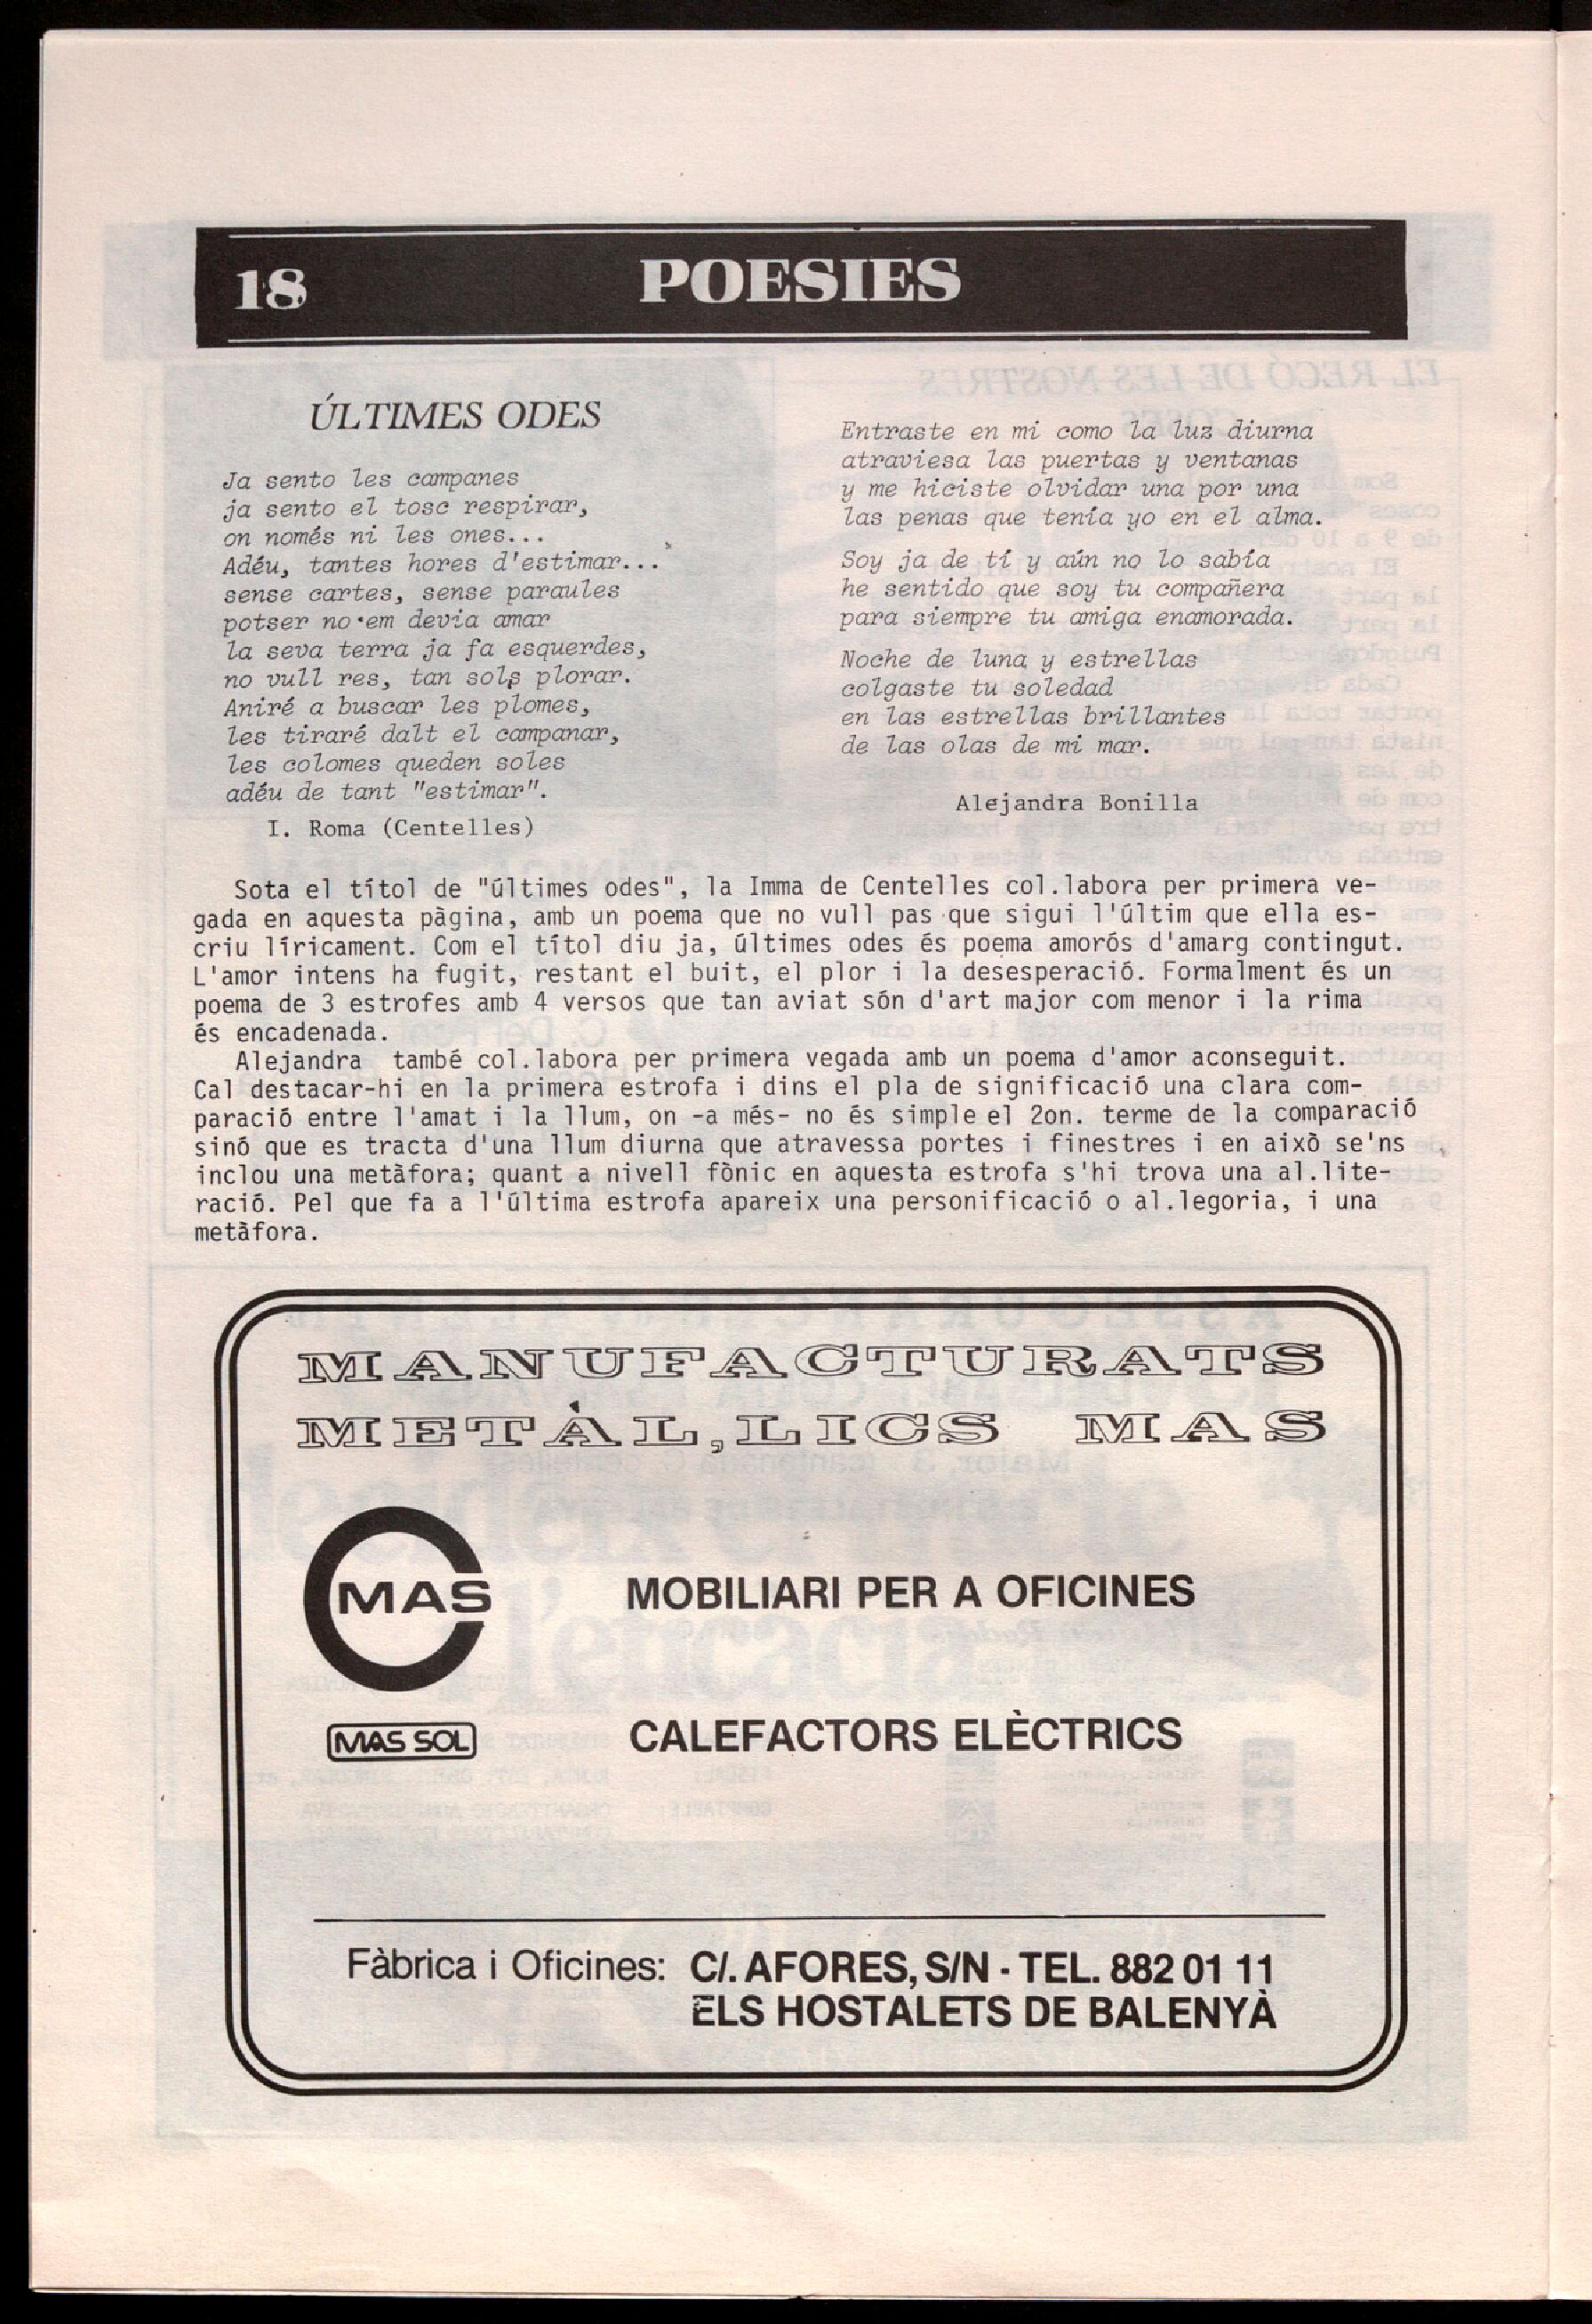 18
POESIES
ÚLTIMES ODES
Ja sento les campanes
ja sento el tosc respirar,
on només ni les ones...
Adéu, tantes hores d'estimar...
sense cartes, sense paraules
potser no em devia amar
la seva terra ja fa esquerdes,
no vull res, tan sols plorar.
Aniré a buscar les plomes,
les tiraré dalt el campanar,
les colomes queden soles
adéu de tant "estimar".
I. Roma (Centelles)
Entraste en mi como la luz diurna
atraviesa las puertas y ventanas
y me hiciste olvidar una por una
las penas que tenía yo en el alma.
Soy ja de tí y aún no lo sabía
he sentido que soy tu compañera
para siempre tu amiga enamorada.
Noche de luna y estrellas
colgaste tu soledad
en las estrellas brillantes
de las olas de mi mar.
Alejandra Bonilla
Sota el títol de "últimes odes", la Imma de Centelles col.labora per primera ve-
gada en aquesta pàgina, amb un poema que no vull pas que sigui l'últim que ella es-
criu líricament. Com el títol diu ja, últimes odes és poema amorós d'amarg contingut.
L'amor intens ha fugit, restant el buit, el plor i la desesperació. Formalment és un
poema de 3 estrofes amb 4 versos que tan aviat són d'art major com menor i la rima
és encadenada.
Alejandra també col.labora per primera vegada amb un poema d'amor aconseguit.
Cal destacar-hi en la primera estrofa i dins el pla de significació una clara com-
paració entre l'amat i la llum, on -a més- no és simple el 2on. terme de la comparació
sinó que es tracta d'una llum diurna que atravessa portes i finestres i en això se'ns
inclou una metàfora; quant a nivell fònic en aquesta estrofa s'hi trova una al.lite-
ració. Pel que fa a l'última estrofa apareix una personificació o al.legoria, i una
metàfora.
MANUFACTURATS
METÀL,LICS MAS
MAS
MOBILIARI PER A OFICINES
MAS SOL
CALEFACTORS ELÈCTRICS
Fàbrica i Oficines: C/. AFORES, S/N - TEL. 882 01 11
ELS HOSTALETS DE BALENYÀ